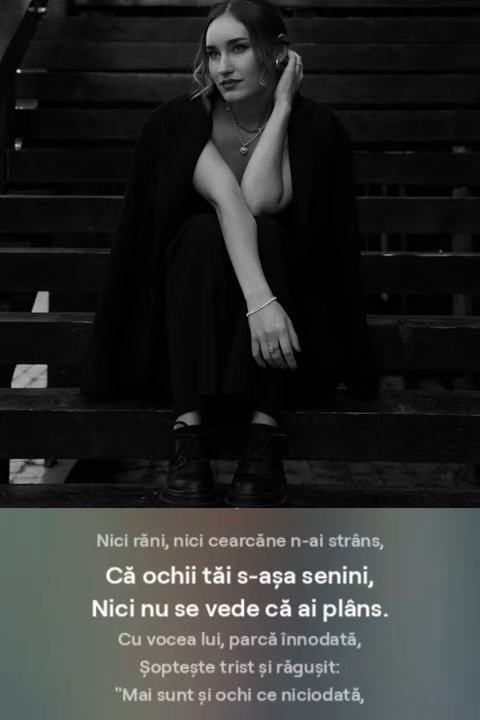 Nici răni, nici cearcăne n-ai strâns,
Că ochii tăi s-așa senini,
Nici nu se vede că ai plâns.
Cu vocea lui, parcă înnodată,
Șoptește trist și răgușit:
"Mai sunt și ochi ce niciodată,